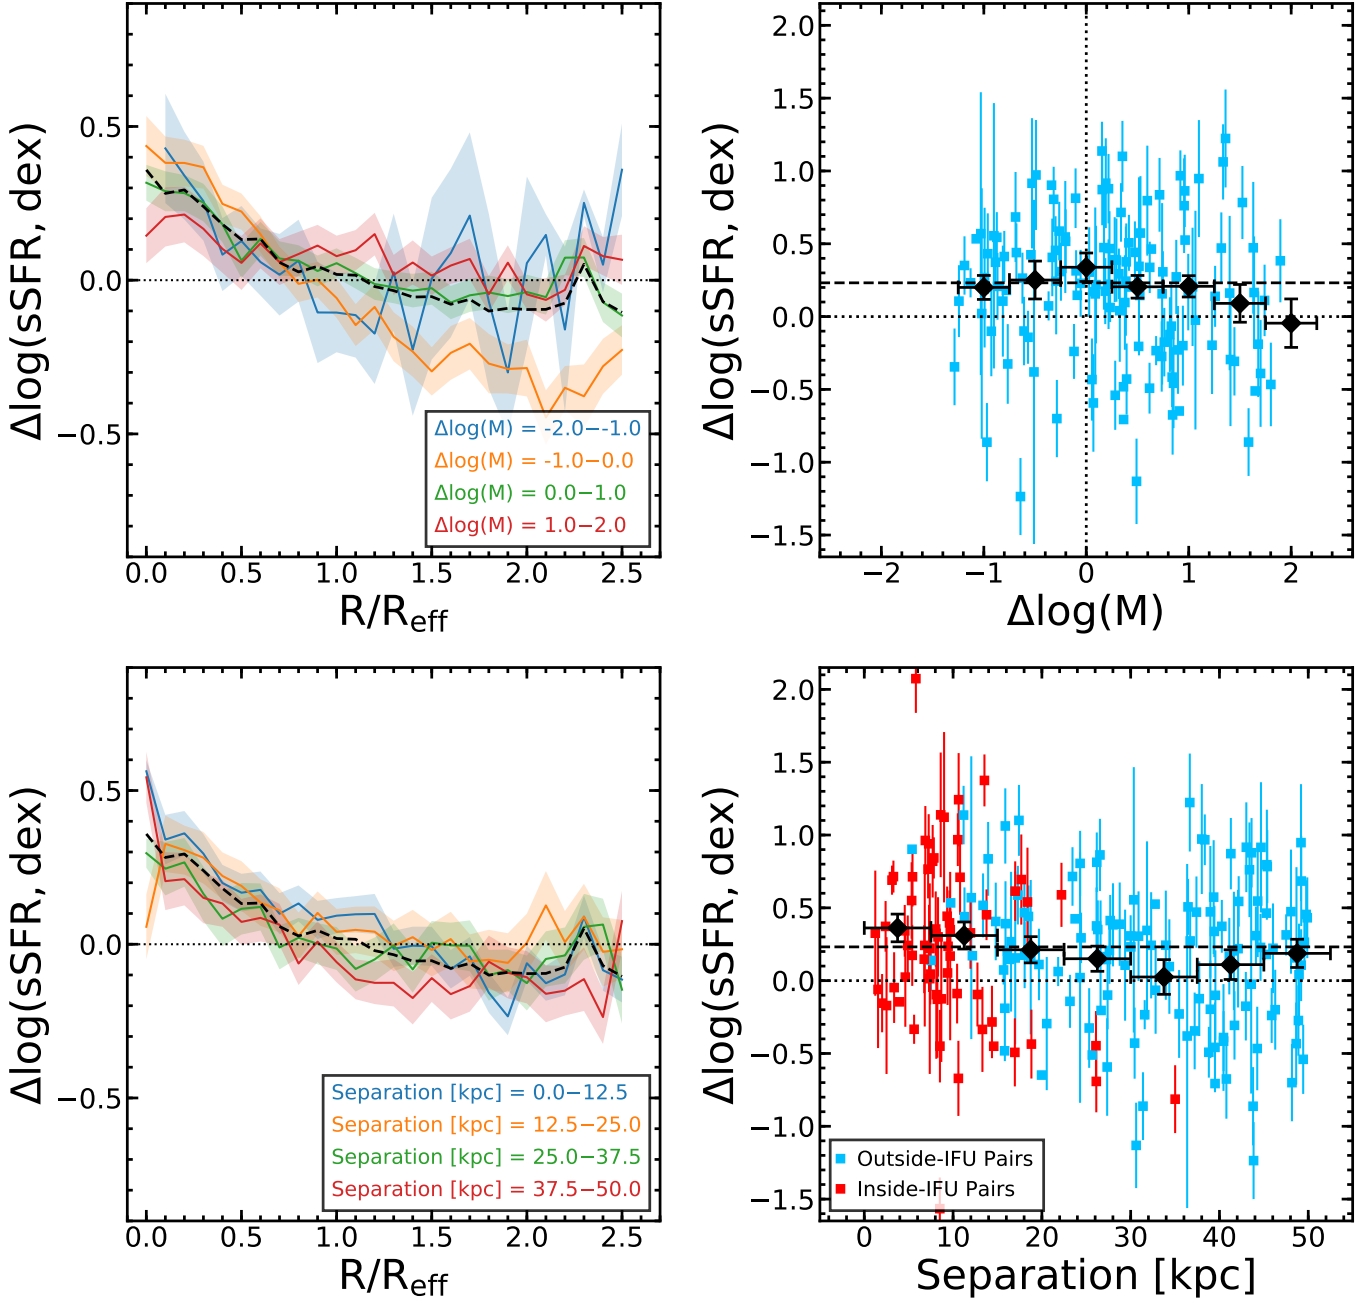 Δlog(sSFR, dex)
0.5
0.0
−0.5
0.0 0.5 1.0 1.5 2.0 2.5
R/R_eff
Δlog(M) = -2.0−-1.0
Δlog(M) = -1.0−0.0
Δlog(M) = 0.0−1.0
Δlog(M) = 1.0−2.0
Δlog(sSFR, dex)
2.0
1.5
1.0
0.5
0.0
−0.5
−1.0
−1.5
−2 −1 0 1 2
Δlog(M)
Δlog(sSFR, dex)
0.5
0.0
−0.5
0.0 0.5 1.0 1.5 2.0 2.5
R/R_eff
Separation [kpc] = 0.0−12.5
Separation [kpc] = 12.5−25.0
Separation [kpc] = 25.0−37.5
Separation [kpc] = 37.5−50.0
Δlog(sSFR, dex)
2.0
1.5
1.0
0.5
0.0
−0.5
−1.0
−1.5
0 10 20 30 40 50
Separation [kpc]
Outside-IFU Pairs
Inside-IFU Pairs